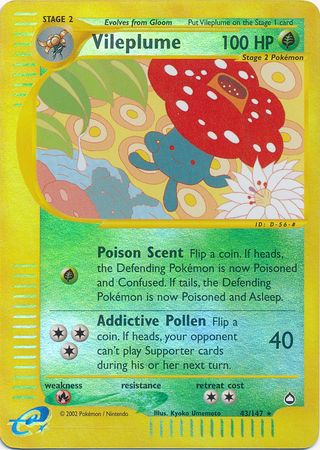 STAGE 2
Evolves from Gloom
Put Vileplume on the Stage 1 card
Vileplume 100 HP
Stage 2 Pokémon
ID: D-56-#
Poison Scent Flip a coin. If heads,
the Defending Pokémon is now Poisoned
and Confused. If tails, the Defending
Pokémon is now Poisoned and Asleep.
Addictive Pollen Flip a
coin. If heads, your opponent
can't play Supporter cards
during his or her next turn.
40
weakness resistance retreat cost
e
© 2002 Pokémon / Nintendo
Illus. Kyoko Umemoto
43/147 ★